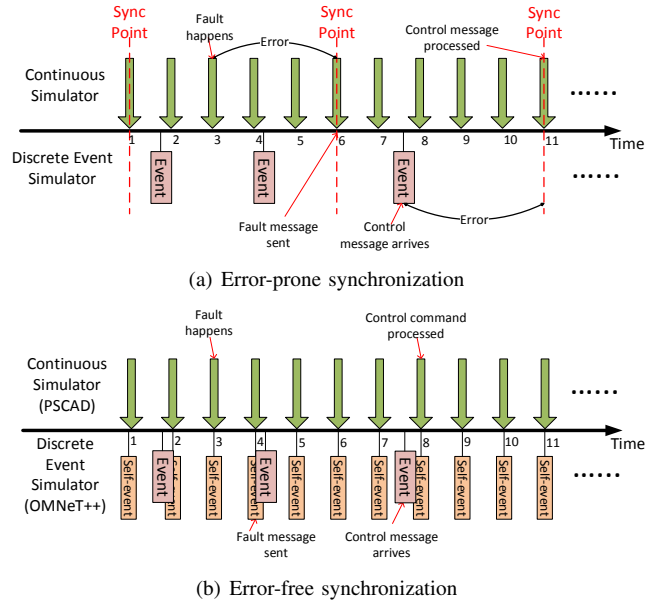 Sync Point
Fault happens
Sync Point
Control message processed
Sync Point
Error
Continuous Simulator
......
1 2 3 4 5 6 7 8 9 10 11 Time
Discrete Event Simulator
Event
Event
Event
......
Error
Fault message sent
Control message arrives
(a) Error-prone synchronization
Fault happens
Control command processed
Continuous Simulator (PSCAD)
......
1 2 3 4 5 6 7 8 9 10 11 Time
Discrete Event Simulator (OMNeT++)
Self-event
Event
Self-event
Self-event
Self-event
Event
Self-event
Self-event
Self-event
Event
Self-event
Self-event
Self-event
Self-event
......
Fault message sent
Control message arrives
(b) Error-free synchronization